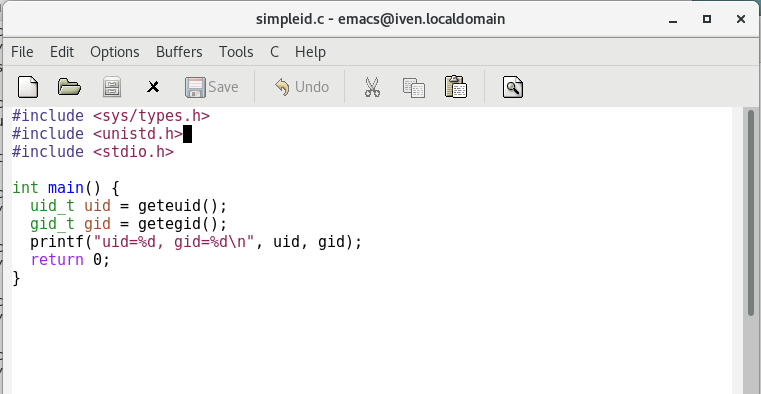 simpleid.c - emacs@iven.localdomain
File Edit Options Buffers Tools C Help
Save Undo
#include <sys/types.h>
#include <unistd.h>
#include <stdio.h>
int main() {
  uid_t uid = geteuid();
  gid_t gid = getegid();
  printf("uid=%d, gid=%d\n", uid, gid);
  return 0;
}